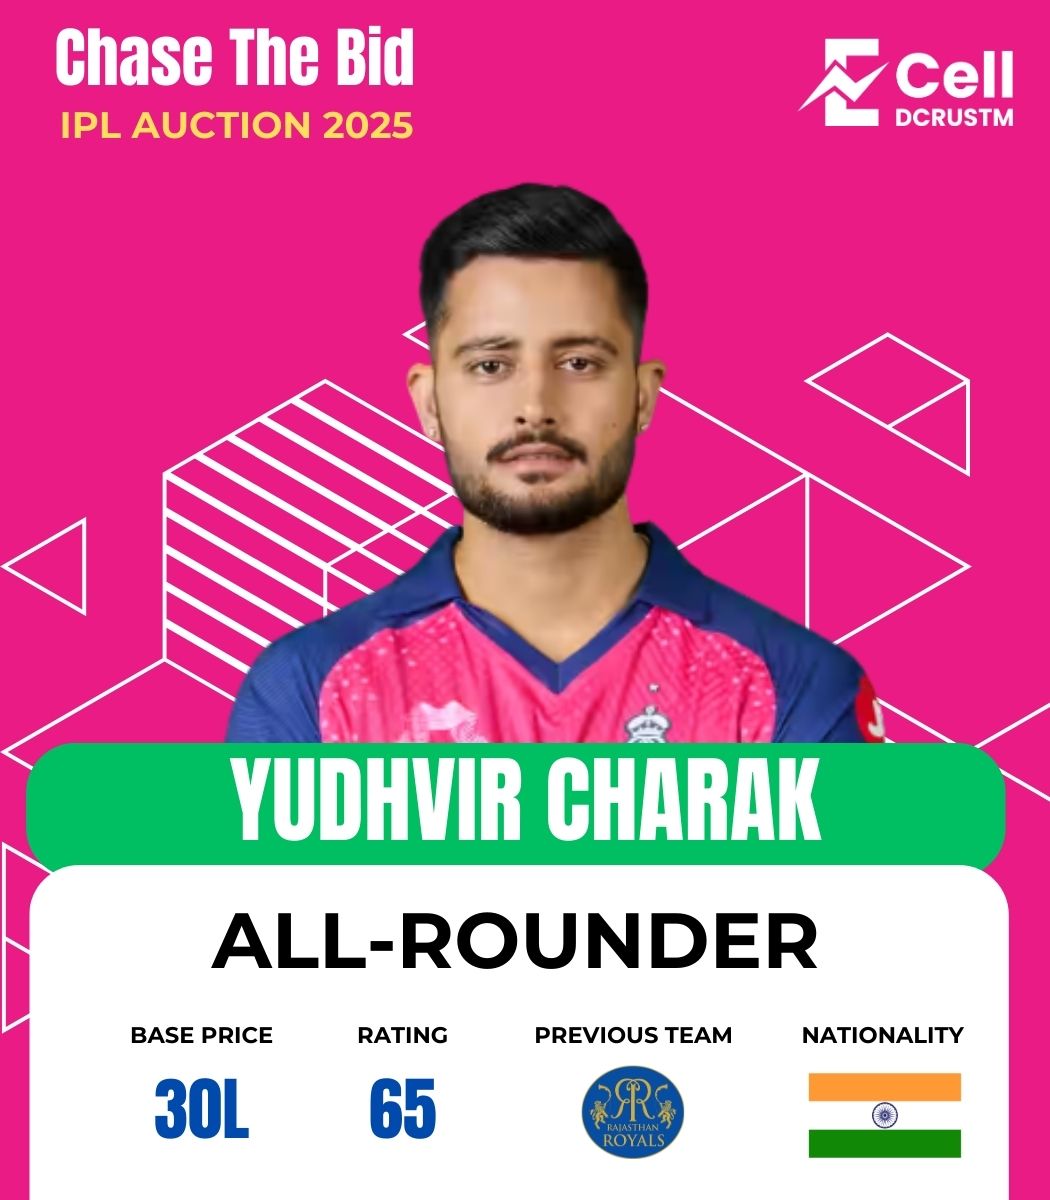 Chase The Bid
IPL AUCTION 2025
E Cell
DCRUSTM
YUDHVIR CHARAK
ALL-ROUNDER
BASE PRICE
30L
RATING
65
PREVIOUS TEAM
RR
RAJASTHAN
ROYALS
NATIONALITY